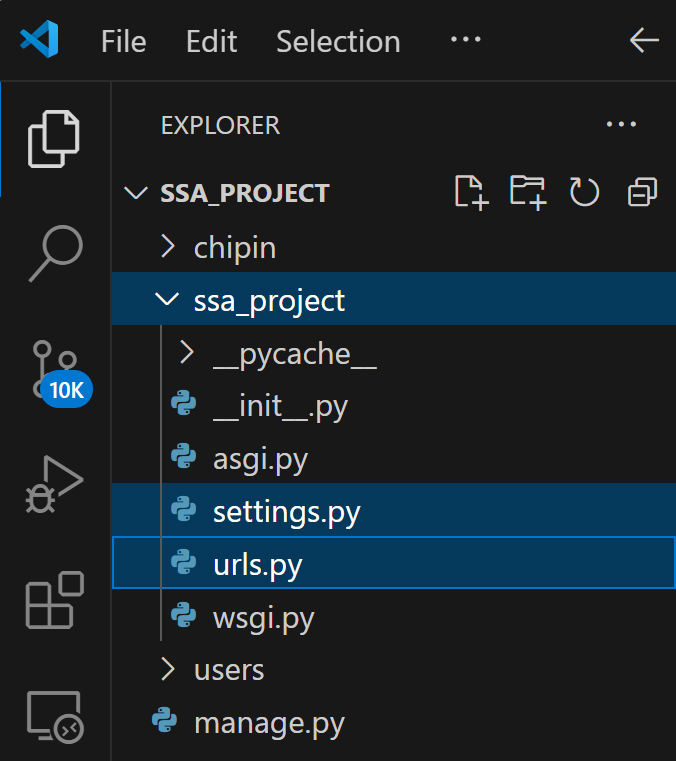 File Edit Selection ···
EXPLORER ···
SSA_PROJECT
chipin
ssa_project
__pycache__
__init__.py
asgi.py
settings.py
10K
urls.py
wsgi.py
users
manage.py